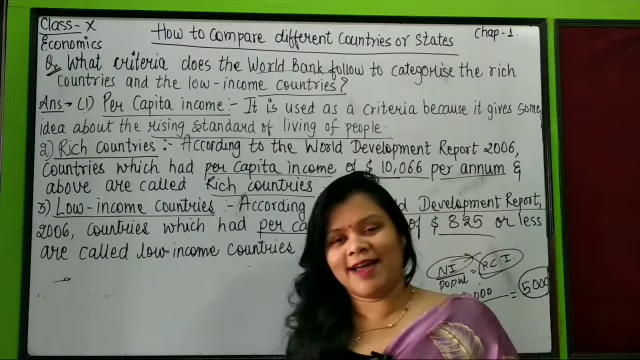 Class - X
How to Compare different Countries or States
Chap - 1
Economics
Q. What criteria does the World Bank follow to categorise the rich
countries and the low-income countries?
Ans → (1) Per Capita income :- It is used as a criteria because it gives some
idea about the rising standard of living of people.
2) Rich Countries :- According to the World Development Report 2006,
Countries which had per capita income of $ 10,066 per annum &
above are called Rich countries
3) Low-income countries :- According Development Report,
2006, countries which had per of $ 825 or less
are called low-income countries
NI = P.C.I
popul
= 5000